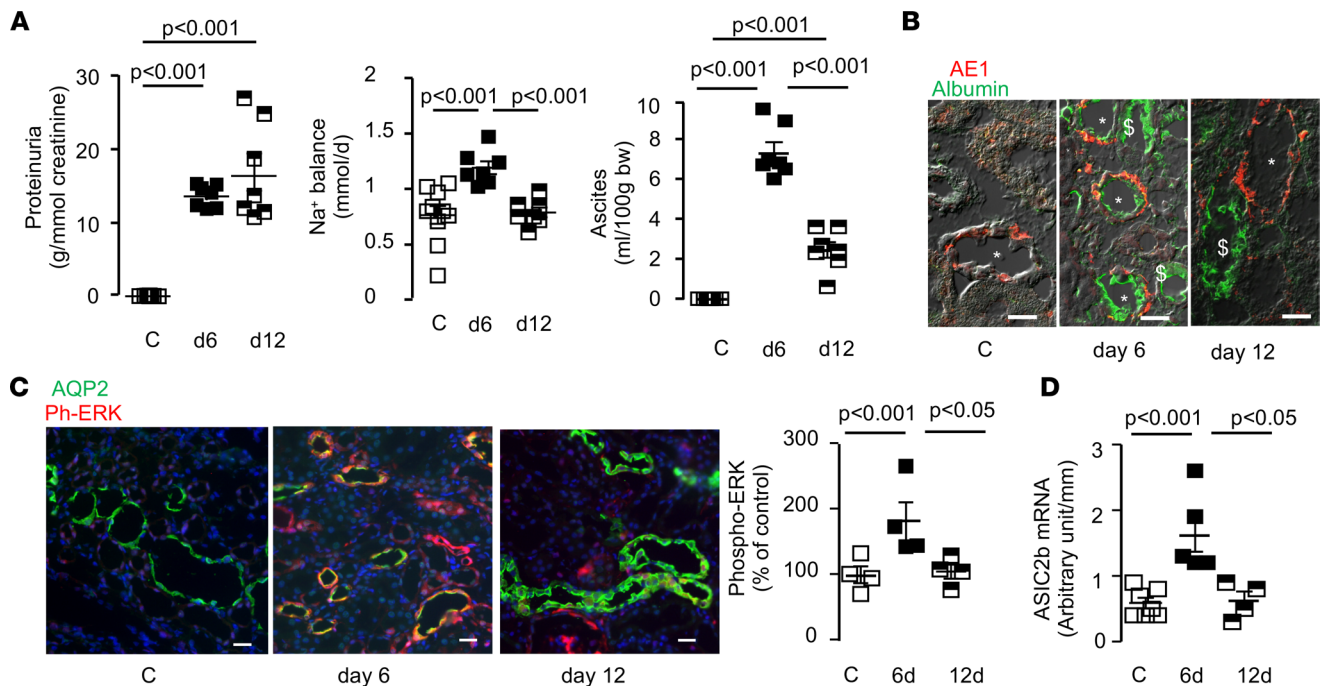 A
p<0.001
p<0.001
Proteinuria
(g/mmol creatinine)
30
20
10
0
C
d6
d12
p<0.001
p<0.001
Na⁺ balance
(mmol/d)
2
1.5
1
0.5
0
C
d6
d12
p<0.001
p<0.001
p<0.001
Ascites
(ml/100g bw)
10
8
6
4
2
0
C
d6
d12
B
AE1
Albumin
*
* $
*
$
*
*
$
C
day 6
day 12
C
AQP2
Ph-ERK
C
day 6
day 12
p<0.001
p<0.05
Phospho-ERK
(% of control)
300
200
100
0
C
6d
12d
D
p<0.001
p<0.05
ASIC2b mRNA
(Arbitrary unit/mm)
3
2
1
0
C
6d
12d